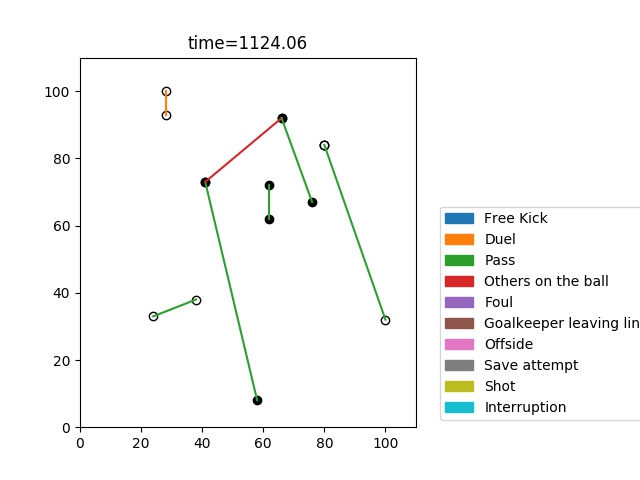 time=1124.06
100
80
60
40
20
0
0 20 40 60 80 100
Free Kick
Duel
Pass
Others on the ball
Foul
Goalkeeper leaving lin
Offside
Save attempt
Shot
Interruption